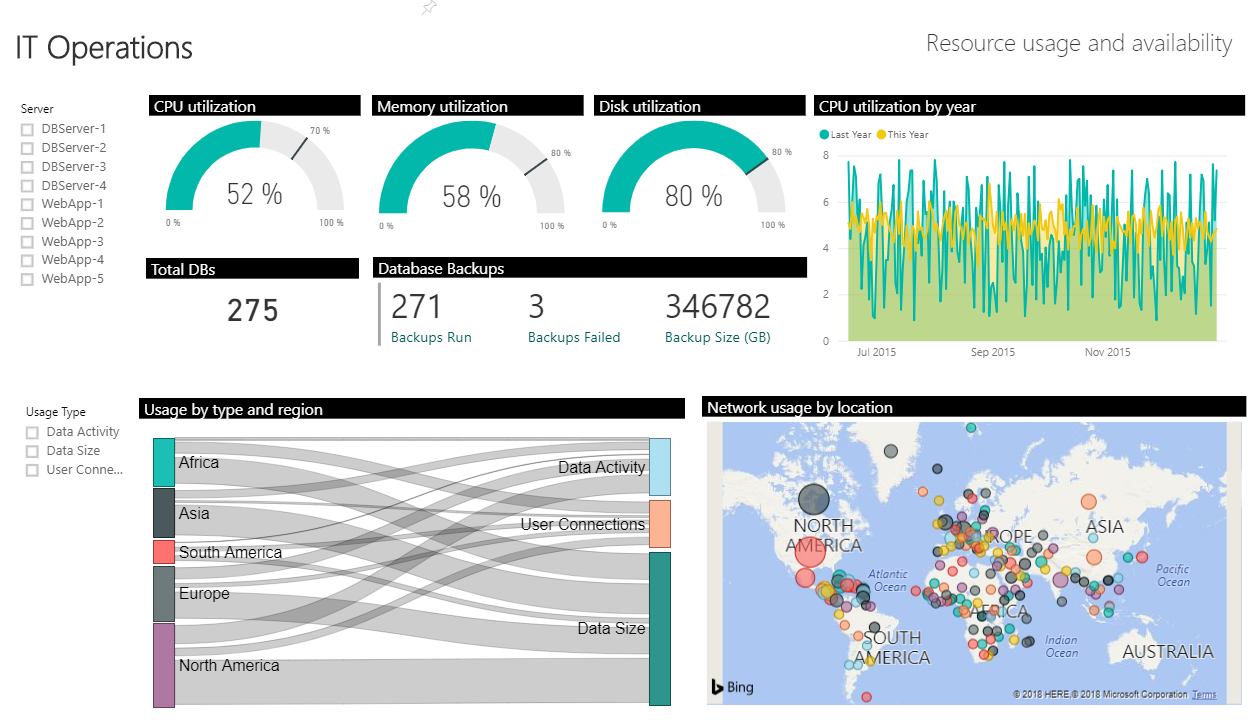 IT Operations
Resource usage and availability
Server
DBServer-1
DBServer-2
DBServer-3
DBServer-4
WebApp-1
WebApp-2
WebApp-3
WebApp-4
WebApp-5
CPU utilization
70 %
52 %
0 %
100 %
Memory utilization
80 %
58 %
0 %
100 %
Disk utilization
80 %
80 %
0 %
100 %
CPU utilization by year
Last Year
This Year
8
6
4
2
0
Jul 2015
Sep 2015
Nov 2015
Total DBs
275
Database Backups
271
3
346782
Backups Run
Backups Failed
Backup Size (GB)
Usage Type
Data Activity
Data Size
User Conne...
Usage by type and region
Africa
Asia
South America
Europe
North America
Data Activity
User Connections
Data Size
Network usage by location
NORTH
AMERICA
ROPE
ASIA
Atlantic
Ocean
Pacific
Ocean
AFRICA
SOUTH
AMERICA
Indian
Ocean
AUSTRALIA
Bing
© 2018 HERE,© 2018 Microsoft Corporation Terms